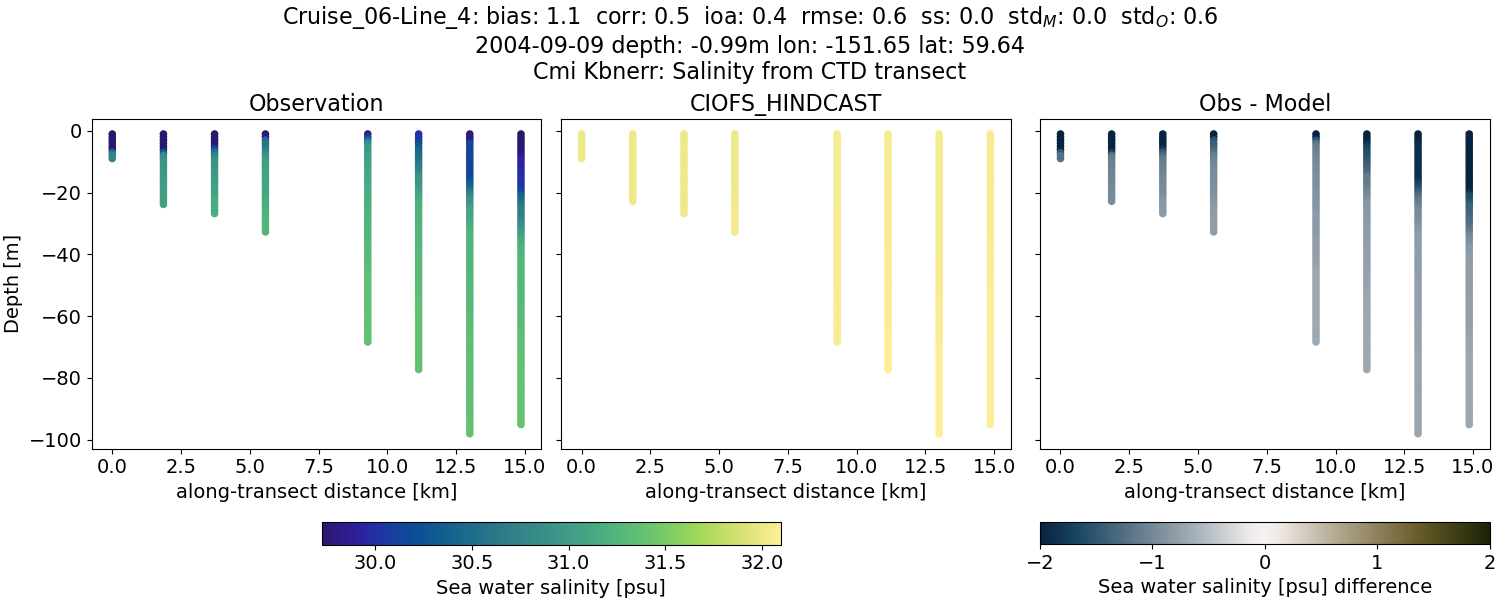 Cruise_06-Line_4: bias: 1.1  corr: 0.5  ioa: 0.4  rmse: 0.6  ss: 0.0  std_M: 0.0  std_O: 0.6
2004-09-09 depth: -0.99m lon: -151.65 lat: 59.64
Cmi Kbnerr: Salinity from CTD transect
Observation
CIOFS_HINDCAST
Obs - Model
Depth [m]
0
−20
−40
−60
−80
−100
0.0 2.5 5.0 7.5 10.0 12.5 15.0
0.0 2.5 5.0 7.5 10.0 12.5 15.0
0.0 2.5 5.0 7.5 10.0 12.5 15.0
along-transect distance [km]
along-transect distance [km]
along-transect distance [km]
30.0 30.5 31.0 31.5 32.0
Sea water salinity [psu]
−2 −1 0 1 2
Sea water salinity [psu] difference